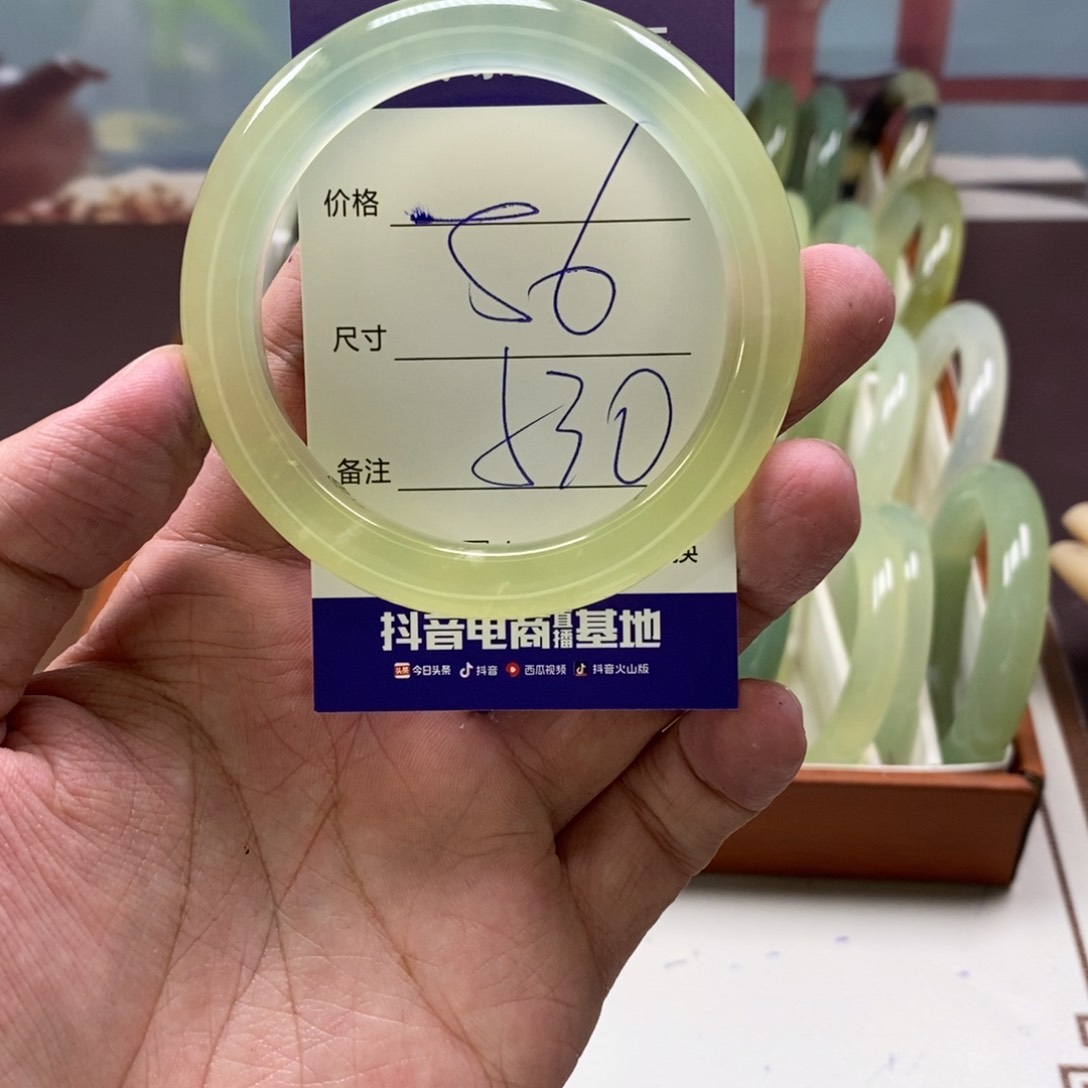 价格
56
尺寸
830
备注
抖音电商直播基地
今日头条 抖音 西瓜视频 抖音火山版